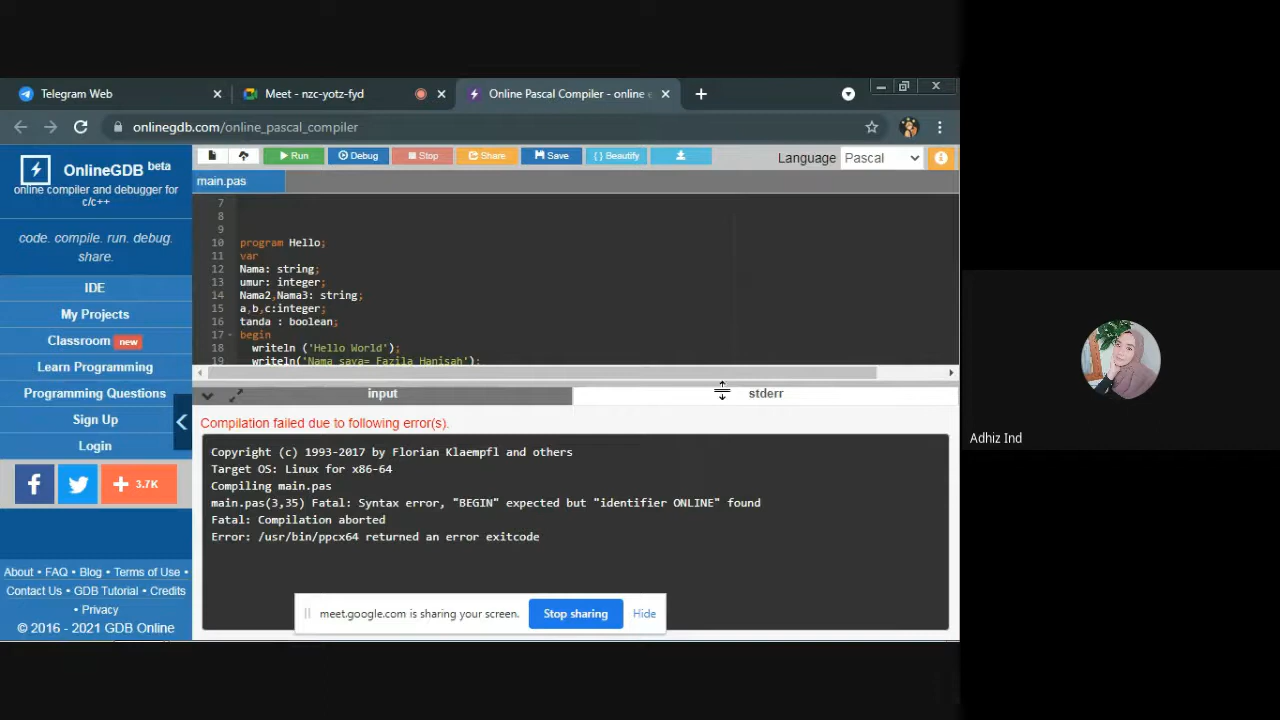 Telegram Web
Meet - nzc-yotz-fyd
Online Pascal Compiler - online e
onlinegdb.com/online_pascal_compiler
OnlineGDB beta
online compiler and debugger for
c/c++
code. compile. run. debug.
share.
IDE
My Projects
Classroom new
Learn Programming
Programming Questions
Sign Up
Login
f
+ 3.7K
About • FAQ • Blog • Terms of Use •
Contact Us • GDB Tutorial • Credits
• Privacy
© 2016 - 2021 GDB Online
Run Debug Stop Share Save { } Beautify
Language Pascal
main.pas
7
8
9
10 program Hello;
11 var
12 Nama: string;
13 umur: integer;
14 Nama2,Nama3: string;
15 a,b,c:integer;
16 tanda : boolean;
17 begin
18 writeln ('Hello World');
19 writeln('Nama saya= Fazila Hanisah');
input stderr
Compilation failed due to following error(s).
Copyright (c) 1993-2017 by Florian Klaempfl and others
Target OS: Linux for x86-64
Compiling main.pas
main.pas(3,35) Fatal: Syntax error, "BEGIN" expected but "identifier ONLINE" found
Fatal: Compilation aborted
Error: /usr/bin/ppcx64 returned an error exitcode
meet.google.com is sharing your screen. Stop sharing Hide
Adhiz Ind